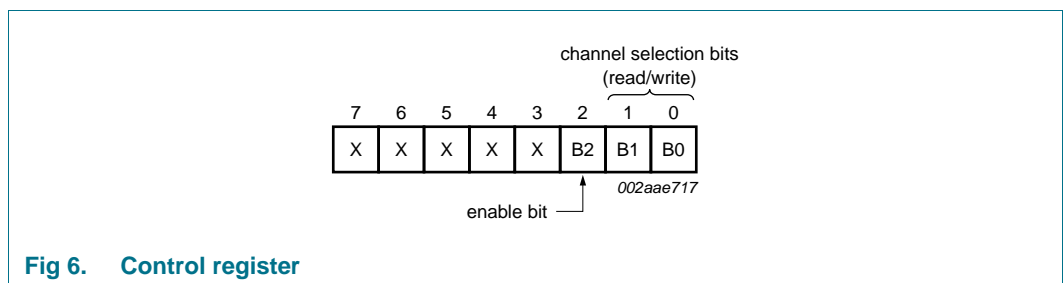 channel selection bits
(read/write)
7 6 5 4 3 2 1 0
X X X X X B2 B1 B0
002aae717
enable bit
Fig 6. Control register